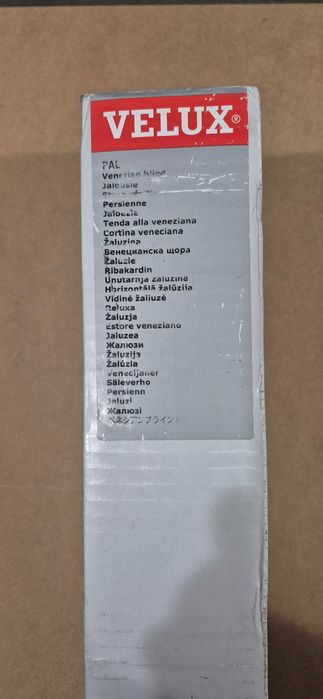 VELUX®
PAL
Venetian blind
Jalousie
Persienne
Jaloezie
Tenda alla veneziana
Cortina veneciana
Žaluzina
Венецианска щора
Žaluzie
Ribakardin
Unutarnja žaluzina
Horizontālā žalūzija
Vidinė žaliuzė
Reluxa
Żaluzja
Estore veneziano
Jaluzea
Жалюзи
Žaluzija
Žalúzia
Venecijaner
Säleverho
Persienn
Jaluzi
Жалюзі
ベネシアンブラインド